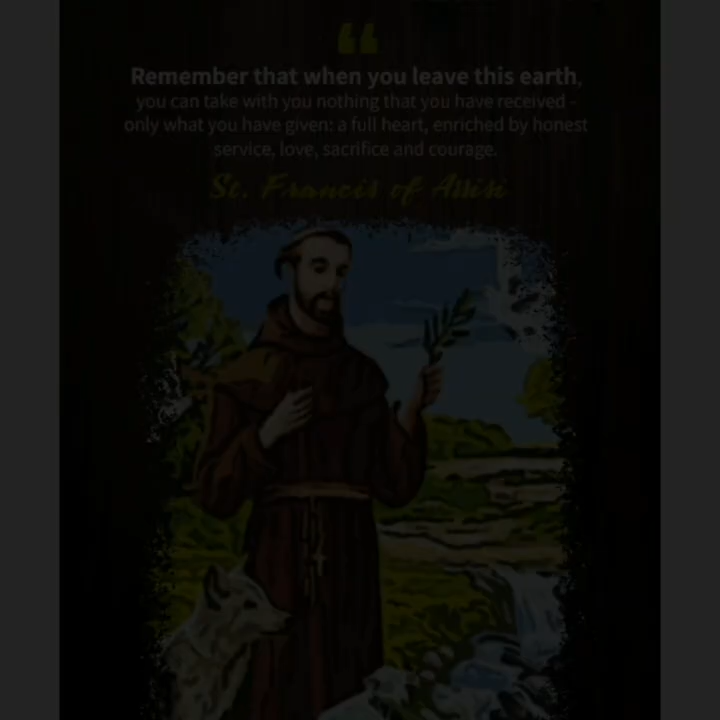 Remember that when you leave this earth,
you can take with you nothing that you have received -
only what you have given: a full heart, enriched by honest
service, love, sacrifice and courage.
St. Francis of Assisi